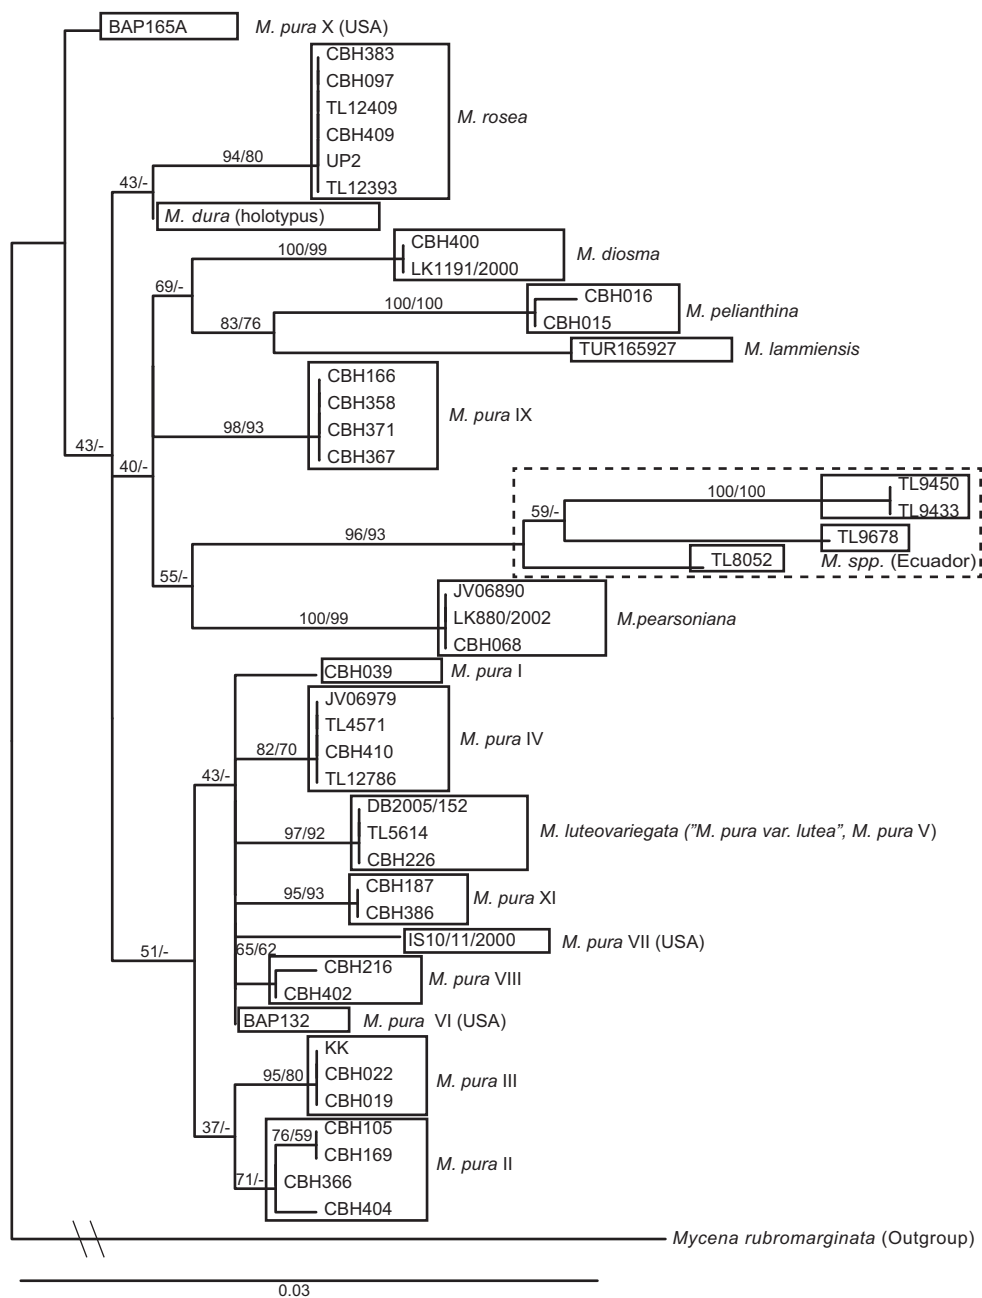 BAP165A M. pura X (USA)
CBH383
CBH097
TL12409
M. rosea
CBH409
94/80 UP2
TL12393
43/-
M. dura (holotypus)
CBH400
100/99 M. diosma
LK1191/2000
69/-
CBH016
100/100 M. pelianthina
CBH015
83/76
TUR165927 M. lammiensis
CBH166
CBH358
M. pura IX
98/93 CBH371
CBH367
43/-
40/-
TL9450
100/100
TL9433
59/-
TL9678
96/93
TL8052 M. spp. (Ecuador)
55/-
JV06890
100/99 LK880/2002 M.pearsoniana
CBH068
CBH039 M. pura I
JV06979
TL4571
M. pura IV
82/70 CBH410
TL12786
43/-
DB2005/152
97/92 TL5614 M. luteovariegata ("M. pura var. lutea", M. pura V)
CBH226
CBH187
95/93 M. pura XI
CBH386
IS10/11/2000 M. pura VII (USA)
51/-
65/62
CBH216
M. pura VIII
CBH402
BAP132 M. pura VI (USA)
KK
95/80 CBH022 M. pura III
CBH019
37/-
CBH105
76/59
CBH169
M. pura II
71/- CBH366
CBH404
Mycena rubromarginata (Outgroup)
0.03